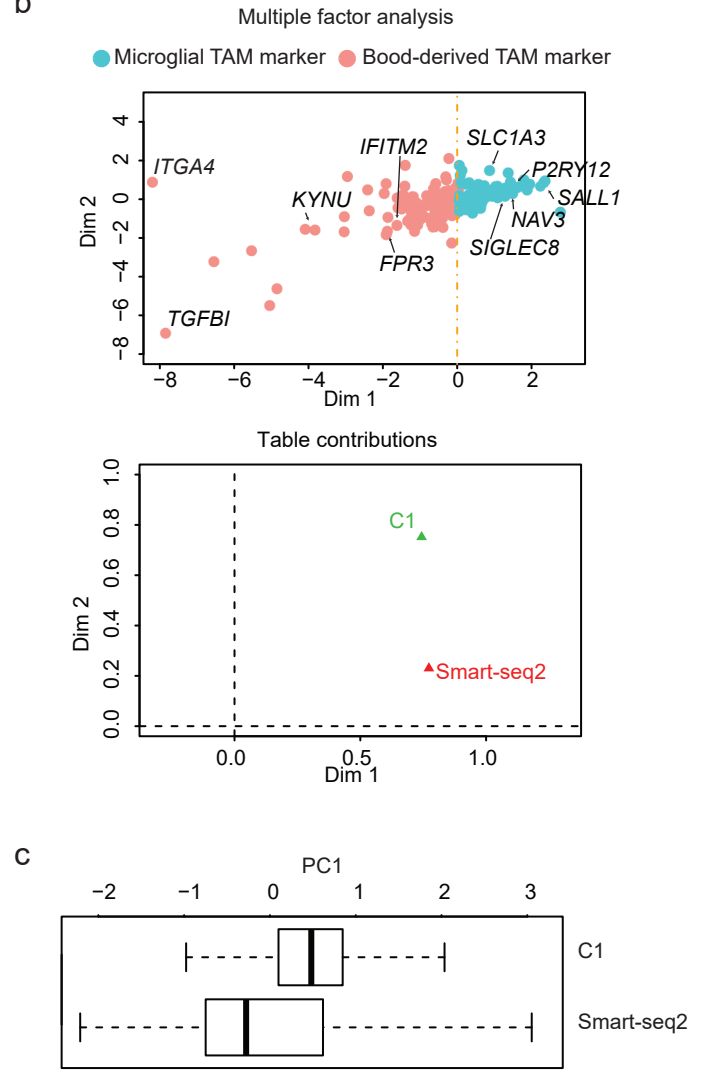 b
Multiple factor analysis
Microglial TAM marker
Bood-derived TAM marker
4
2
0
−2
−4
−6
−8
Dim 2
ITGA4
KYNU
IFITM2
SLC1A3
P2RY12
SALL1
NAV3
SIGLEC8
FPR3
TGFBI
−8
−6
−4
−2
0
2
Dim 1
Table contributions
1.0
0.8
0.6
0.4
0.2
0.0
Dim 2
C1
Smart-seq2
0.0
0.5
1.0
Dim 1
c
PC1
−2
−1
0
1
2
3
C1
Smart-seq2